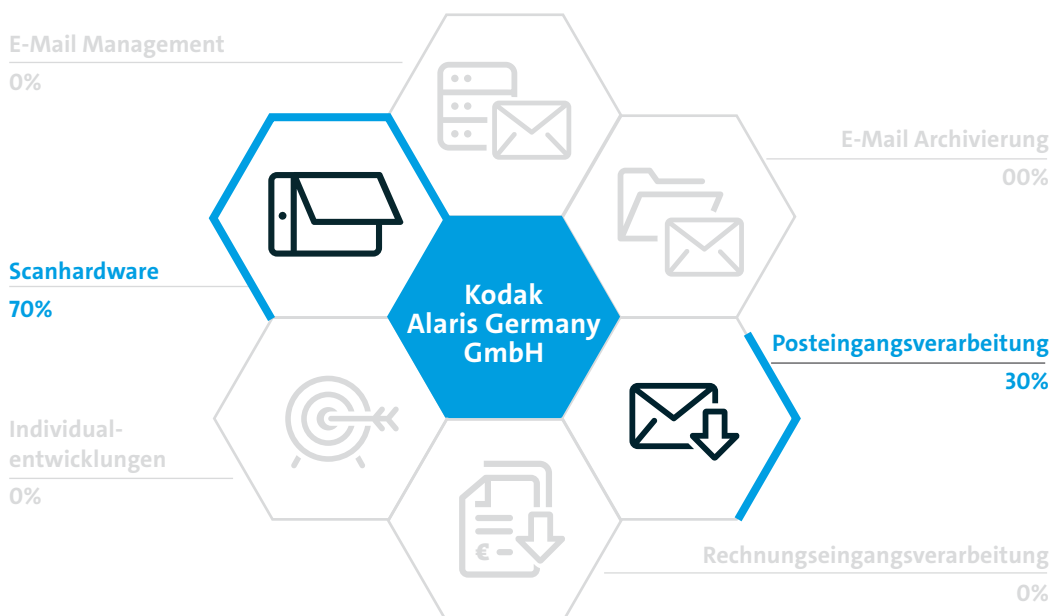 E-Mail Management
0%
E-Mail Archivierung
00%
Scanhardware
70%
Kodak
Alaris Germany
GmbH
Posteingangsverarbeitung
30%
Individual-
entwicklungen
0%
€
Rechnungseingangsverarbeitung
0%